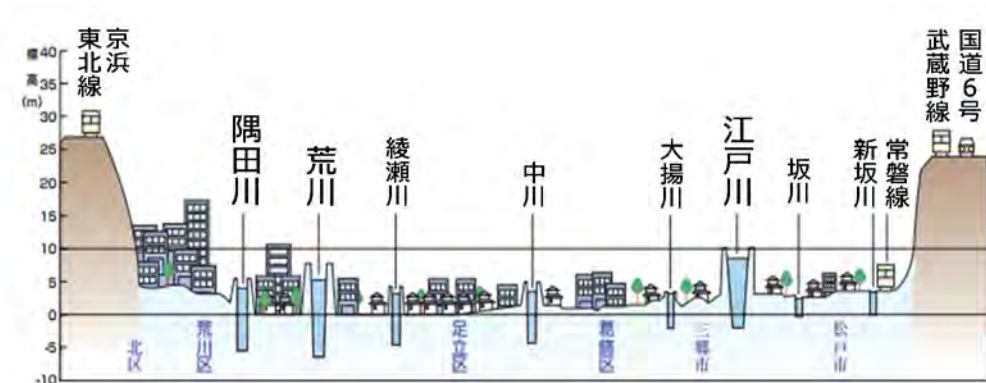 京浜
東北線
隅田川
荒川
綾瀬川
中川
大場川
江戸川
坂川
新坂川
常磐線
武蔵野線
国道6号
標高(m)
40
35
30
25
20
15
10
5
0
-5
-10
北区
荒川区
足立区
葛飾区
三郷市
松戸市